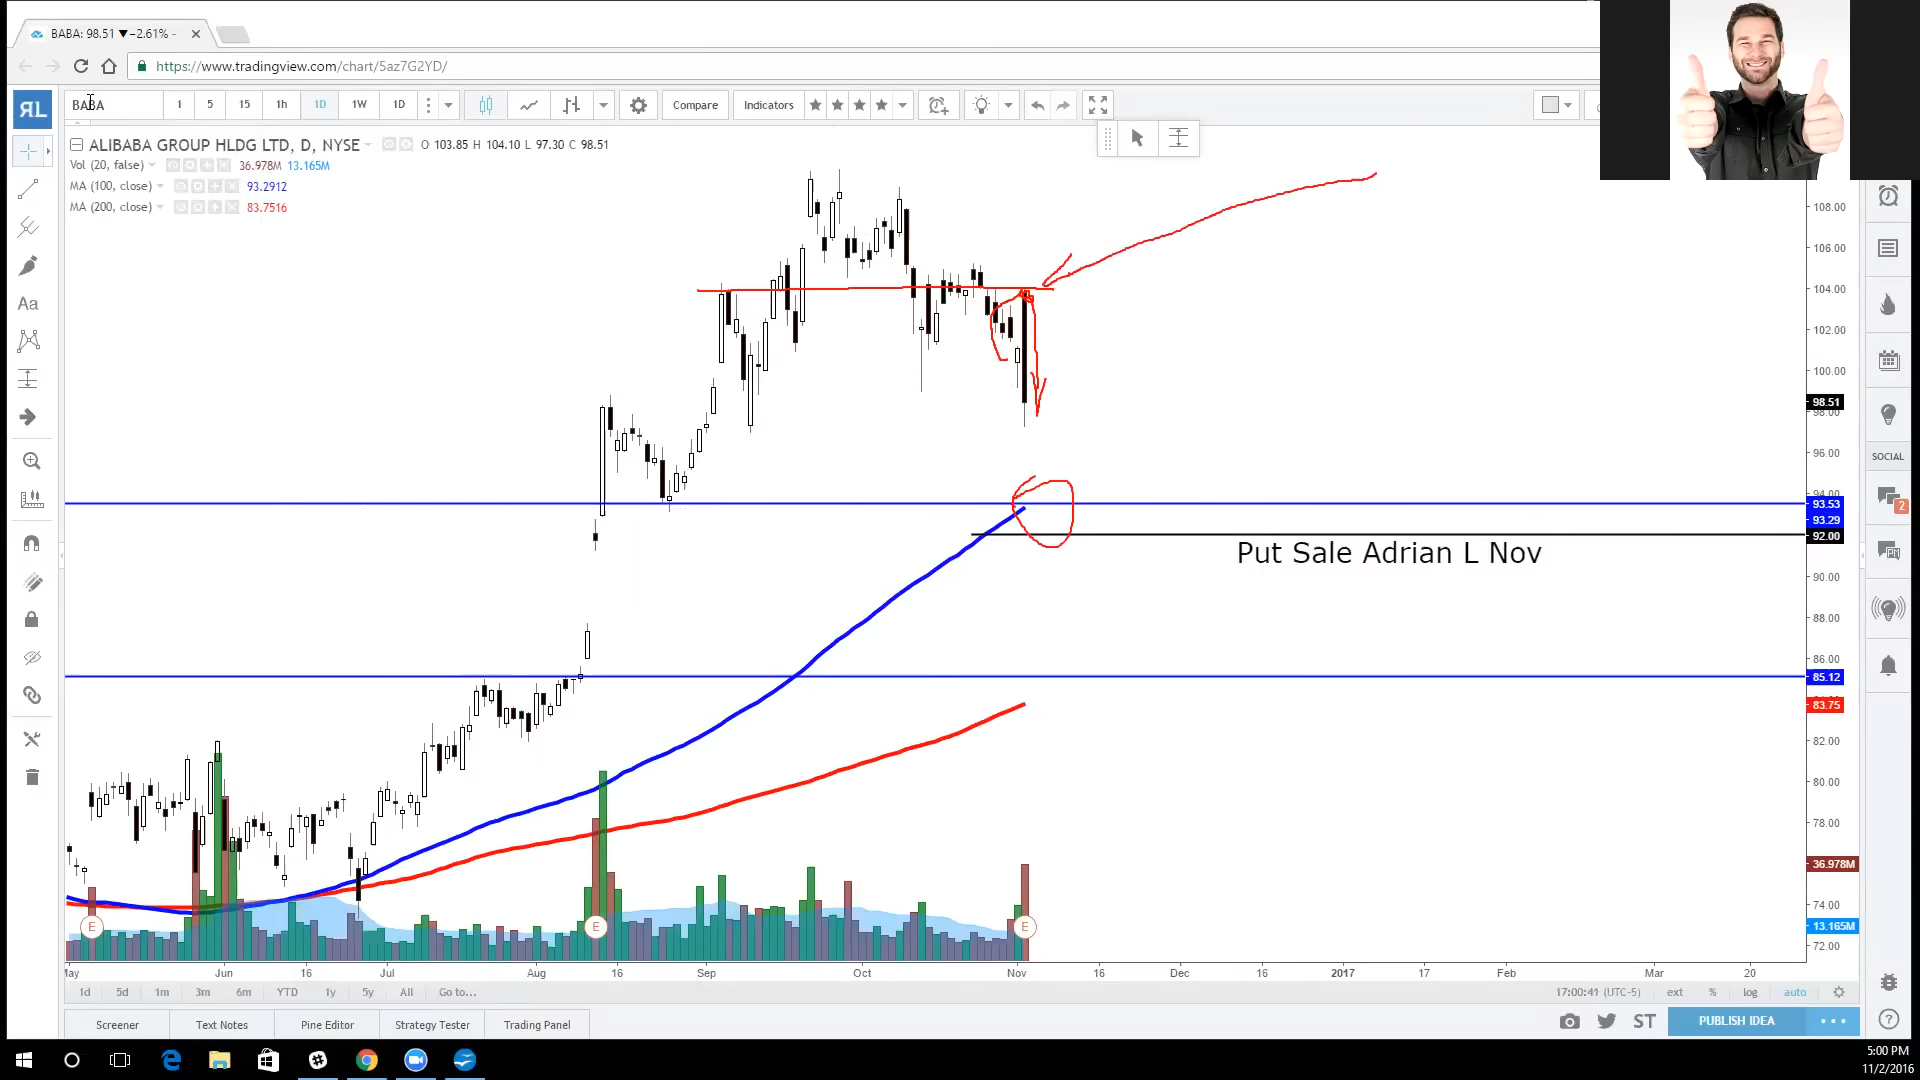 BABA: 98.51 ▼−2.61% -
https://www.tradingview.com/chart/5az7G2YD/
BABA 1 5 15 1h 1D 1W 1D Compare Indicators
ALIBABA GROUP HLDG LTD, D, NYSE O 103.85 H 104.10 L 97.30 C 98.51
Vol (20, false) 36.978M 13.165M
MA (100, close) 93.2912
MA (200, close) 83.7516
Aa
108.00
106.00
104.00
102.00
100.00
98.51
98.00
96.00
94.00
93.53
93.29
92.00
Put Sale Adrian L Nov
90.00
88.00
86.00
85.12
83.75
82.00
80.00
78.00
36.978M
74.00
13.165M
72.00
SOCIAL
2
E E E
May Jun 16 Jul Aug 16 Sep Oct Nov 16 Dec 16 2017 17 Feb Mar 20
1d 5d 1m 3m 6m YTD 1y 5y All Go to... 17:00:41 (UTC-5) ext % log auto
Screener Text Notes Pine Editor Strategy Tester Trading Panel ST PUBLISH IDEA
5:00 PM
11/2/2016